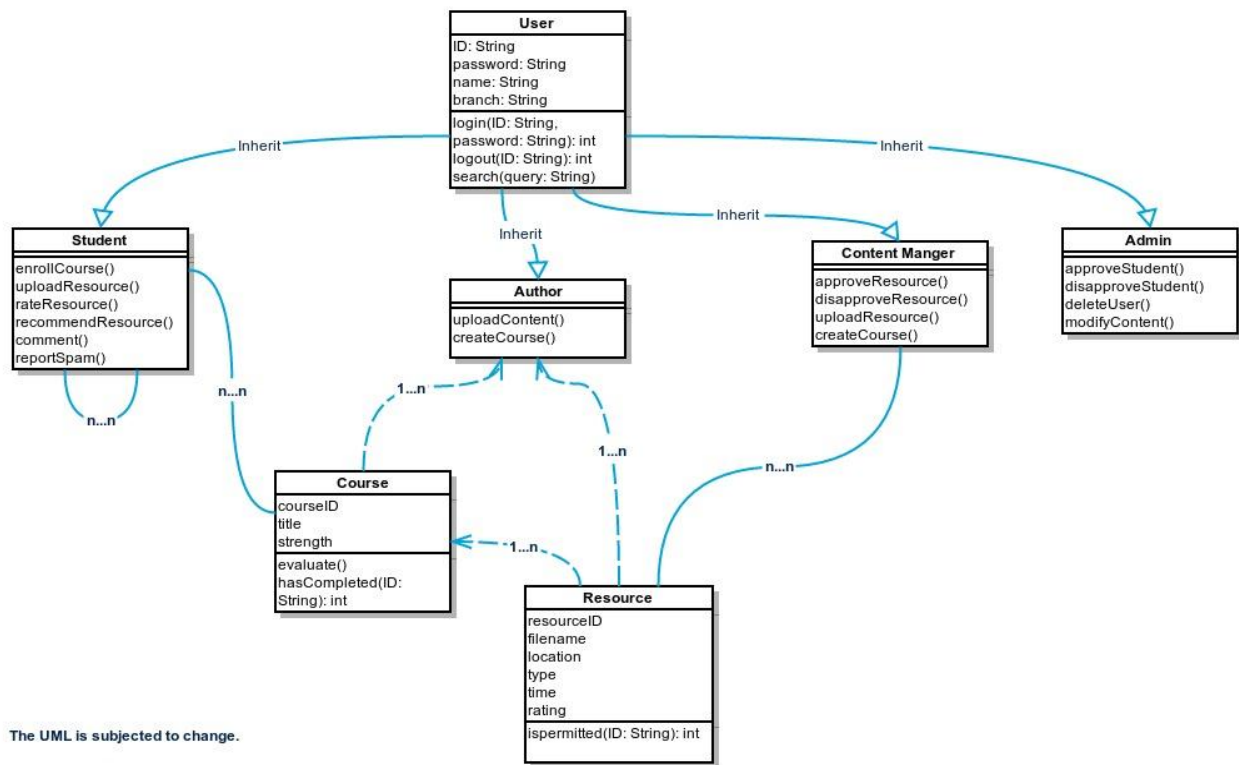 User
ID: String
password: String
name: String
branch: String
login(ID: String,
password: String): int
logout(ID: String): int
search(query: String)
Inherit
Inherit
Inherit
Inherit
Student
enrollCourse()
uploadResource()
rateResource()
recommendResource()
comment()
reportSpam()
n...n
n...n
Author
uploadContent()
createCourse()
Content Manger
approveResource()
disapproveResource()
uploadResource()
createCourse()
Admin
approveStudent()
disapproveStudent()
deleteUser()
modifyContent()
1...n
1...n
n...n
Course
courseID
title
strength
evaluate()
hasCompleted(ID:
String): int
1...n
Resource
resourceID
filename
location
type
time
rating
ispermitted(ID: String): int
The UML is subjected to change.